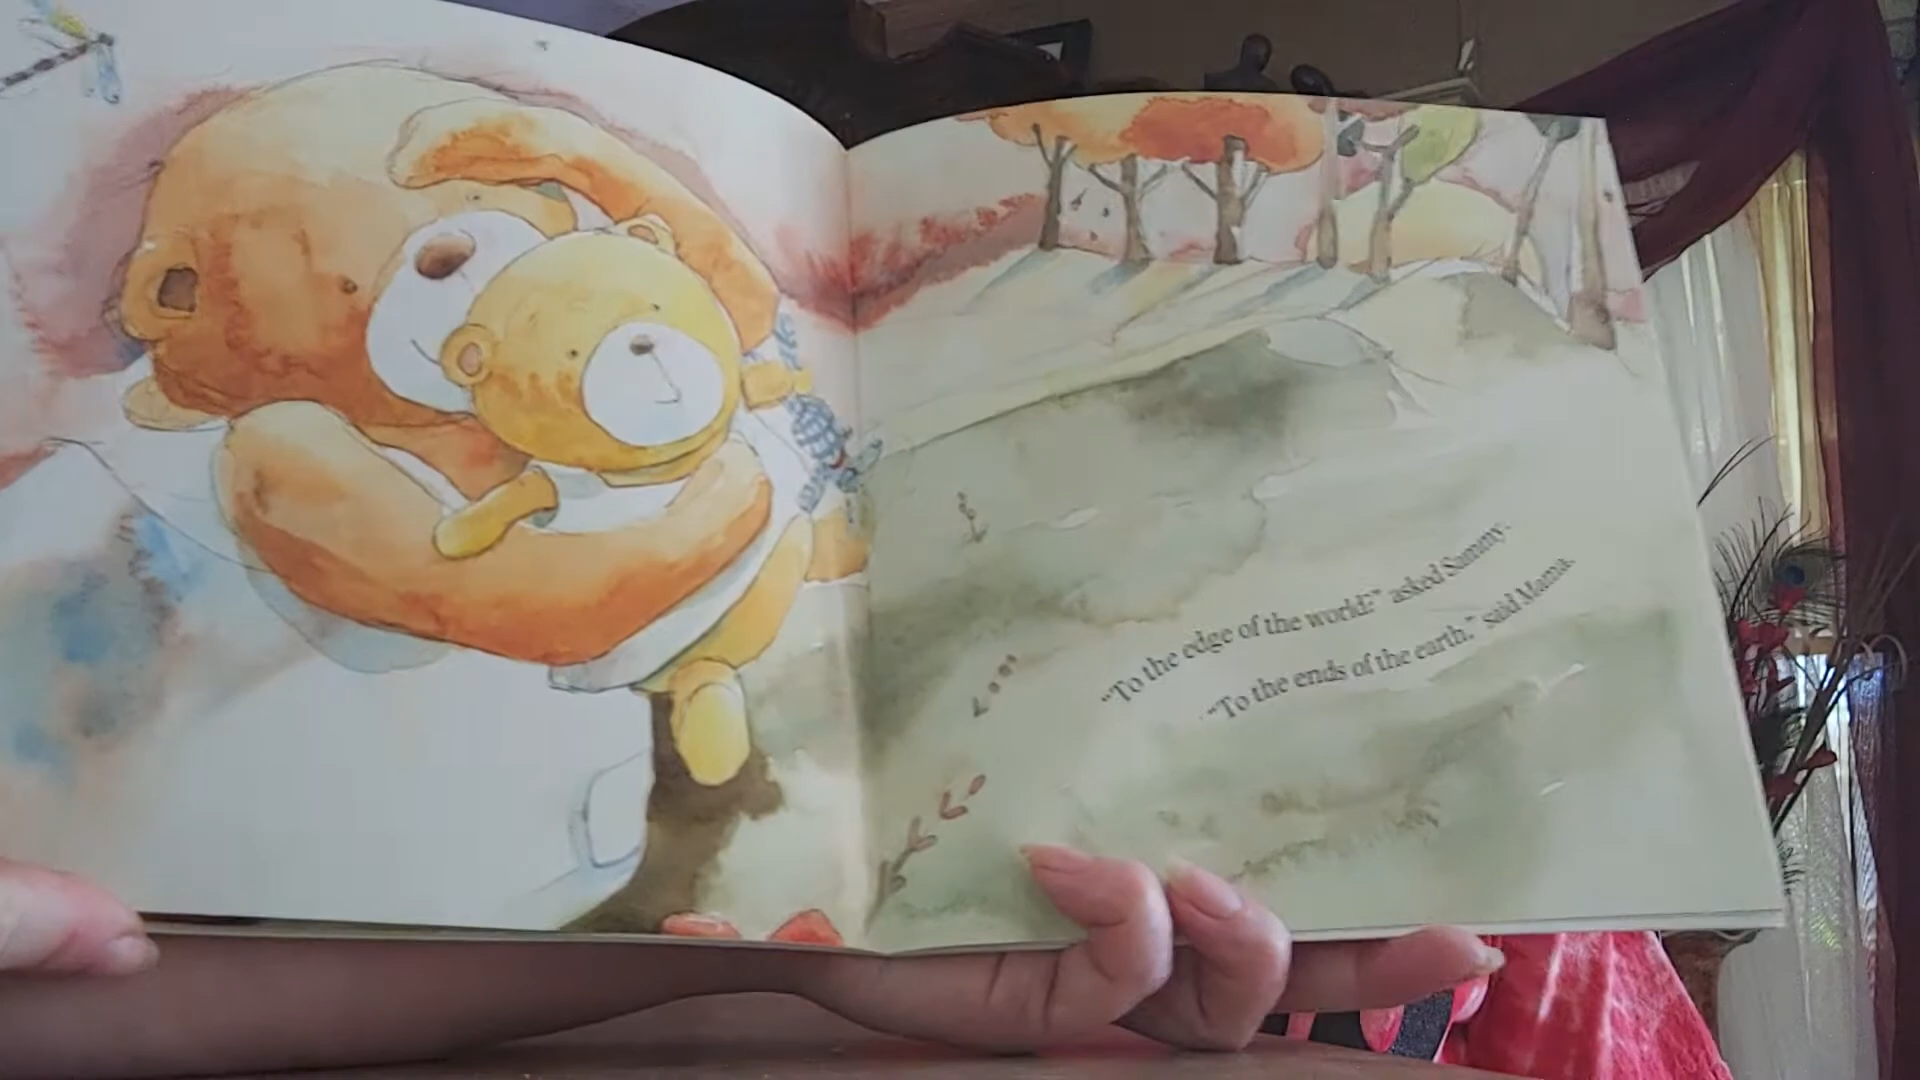 “To the edge of the world?” asked Sammy.
“To the ends of the earth,” said Mama.